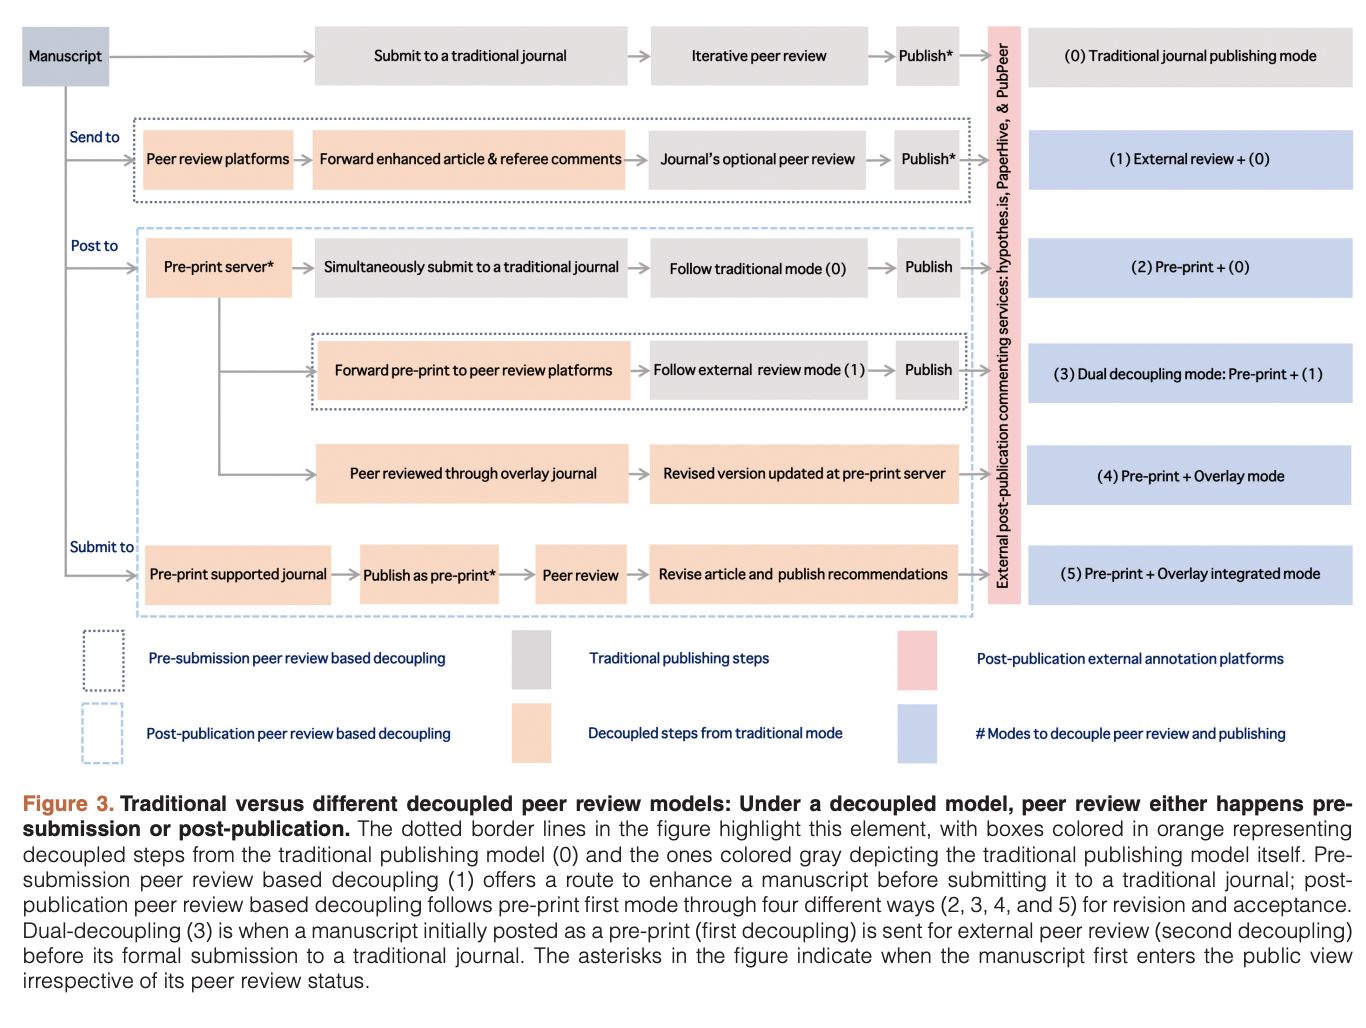 Manuscript
Submit to a traditional journal
Iterative peer review
Publish*
(0) Traditional journal publishing mode
Send to
Peer review platforms
Forward enhanced article & referee comments
Journal's optional peer review
Publish*
(1) External review + (0)
Post to
Pre-print server*
Simultaneously submit to a traditional journal
Follow traditional mode (0)
Publish
(2) Pre-print + (0)
Forward pre-print to peer review platforms
Follow external review mode (1)
Publish
(3) Dual decoupling mode: Pre-print + (1)
Peer reviewed through overlay journal
Revised version updated at pre-print server
(4) Pre-print + Overlay mode
Submit to
Pre-print supported journal
Publish as pre-print*
Peer review
Revise article and publish recommendations
(5) Pre-print + Overlay integrated mode
External post-publication commenting services: hypothes.is, PaperHive, & PubPeer
Pre-submission peer review based decoupling
Traditional publishing steps
Post-publication external annotation platforms
Post-publication peer review based decoupling
Decoupled steps from traditional mode
# Modes to decouple peer review and publishing
Figure 3. Traditional versus different decoupled peer review models: Under a decoupled model, peer review either happens pre-
submission or post-publication. The dotted border lines in the figure highlight this element, with boxes colored in orange representing
decoupled steps from the traditional publishing model (0) and the ones colored gray depicting the traditional publishing model itself. Pre-
submission peer review based decoupling (1) offers a route to enhance a manuscript before submitting it to a traditional journal; post-
publication peer review based decoupling follows pre-print first mode through four different ways (2, 3, 4, and 5) for revision and acceptance.
Dual-decoupling (3) is when a manuscript initially posted as a pre-print (first decoupling) is sent for external peer review (second decoupling)
before its formal submission to a traditional journal. The asterisks in the figure indicate when the manuscript first enters the public view
irrespective of its peer review status.